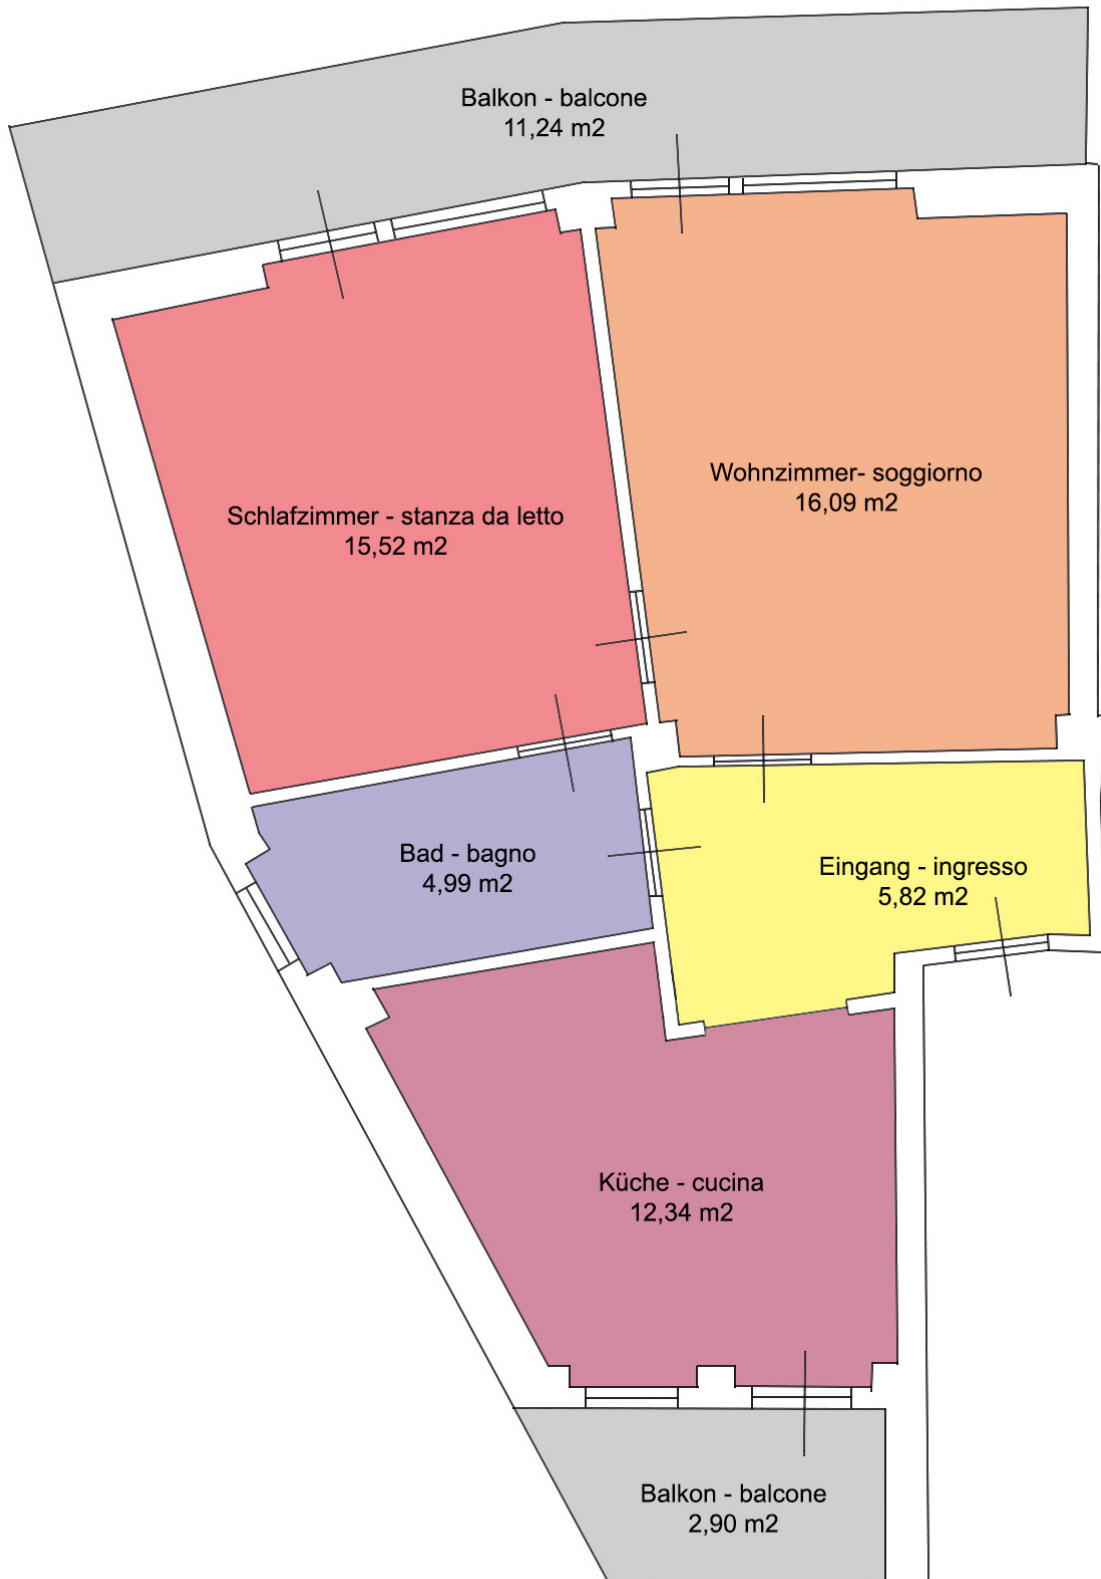 Balkon - balcone
11,24 m2
Wohnzimmer- soggiorno
16,09 m2
Schlafzimmer - stanza da letto
15,52 m2
Bad - bagno
4,99 m2
Eingang - ingresso
5,82 m2
Küche - cucina
12,34 m2
Balkon - balcone
2,90 m2